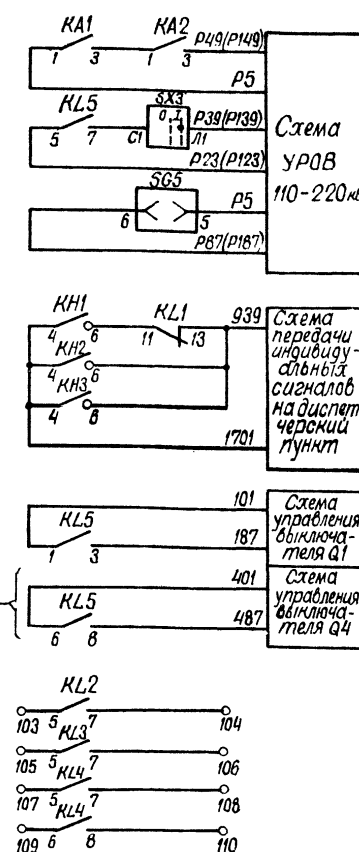 KA1 KA2 P49(P149)
1 3 1 3
P5
KL5 SX3 P39(P139)
0 I
5 7 C1 Л1
P23(P123)
SG5 P5
6 5
P87(P187)
Схема
УРОВ
110-220кв
KH1 KL1 939
4 6 11 13
KH2
4 6
KH3
4 8
1701
Схема
передачи
индивиду-
альных
сигналов
на диспет
черский
пункт
101
KL5 187
1 3
Схема
управления
выключа-
теля Q1
401
KL5 487
6 8
Схема
управления
выключа-
теля Q4
KL2
103 5 7 104
KL3
105 5 7 106
KL4
107 5 7 108
KL4
109 6 8 110